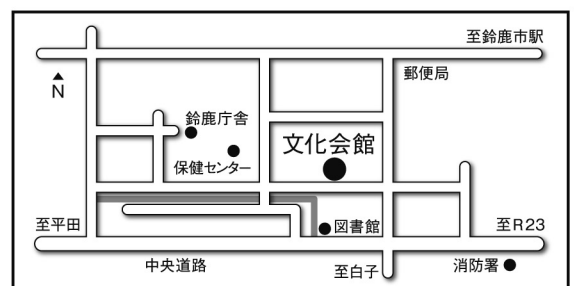 至鈴鹿市駅
郵便局
N
鈴鹿庁舎
文化会館
保健センター
至平田
図書館
至R23
中央道路
至白子
消防署